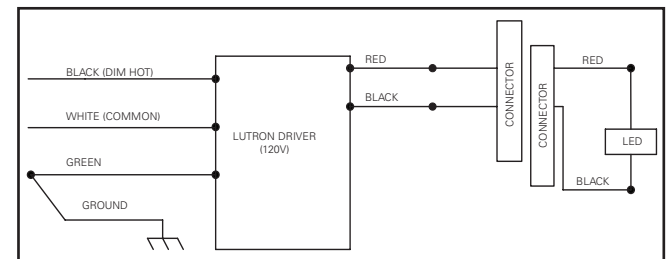 BLACK (DIM HOT)
WHITE (COMMON)
GREEN
GROUND
LUTRON DRIVER
(120V)
RED
BLACK
CONNECTOR
CONNECTOR
RED
LED
BLACK